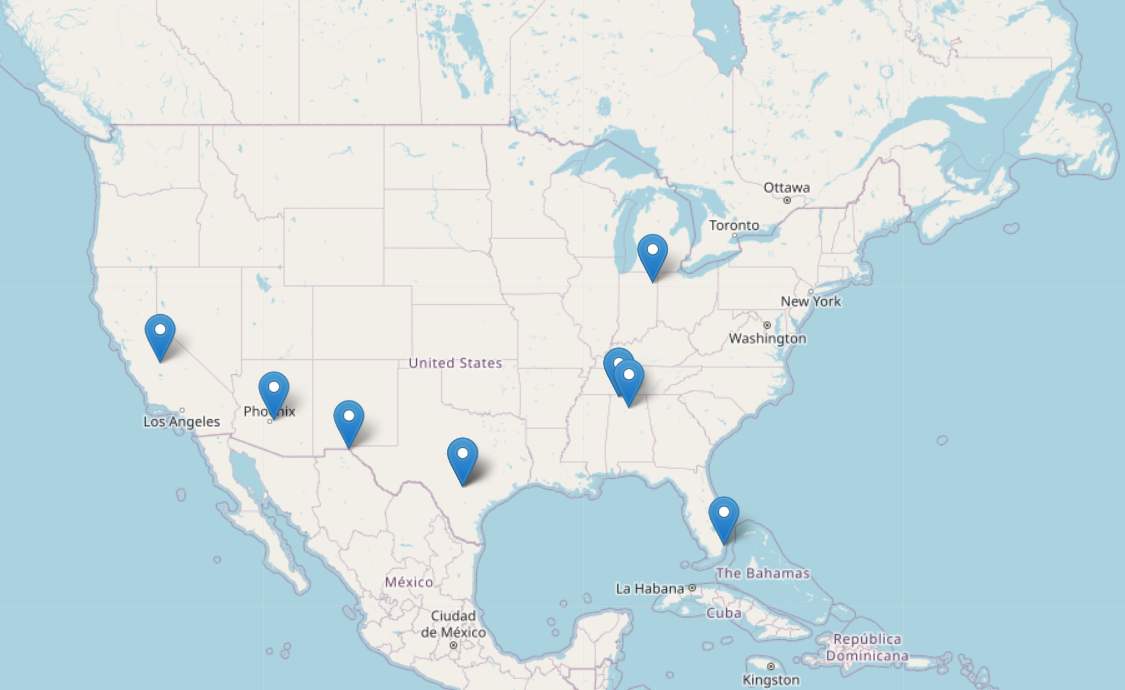 Ottawa
Toronto
New York
Washington
United States
Phoenix
Los Angeles
The Bahamas
La Habana
México
Cuba
Ciudad
de México
República
Dominicana
Kingston